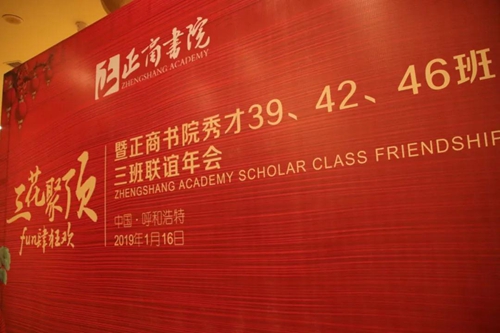 正商書院
ZHENGSHANG ACADEMY
三花聚顶
fun肆狂欢
暨正商书院秀才39、42、46班
三班联谊年会
ZHENGSHANG ACADEMY SCHOLAR CLASS FRIENDSHIP
中国·呼和浩特
2019年1月16日